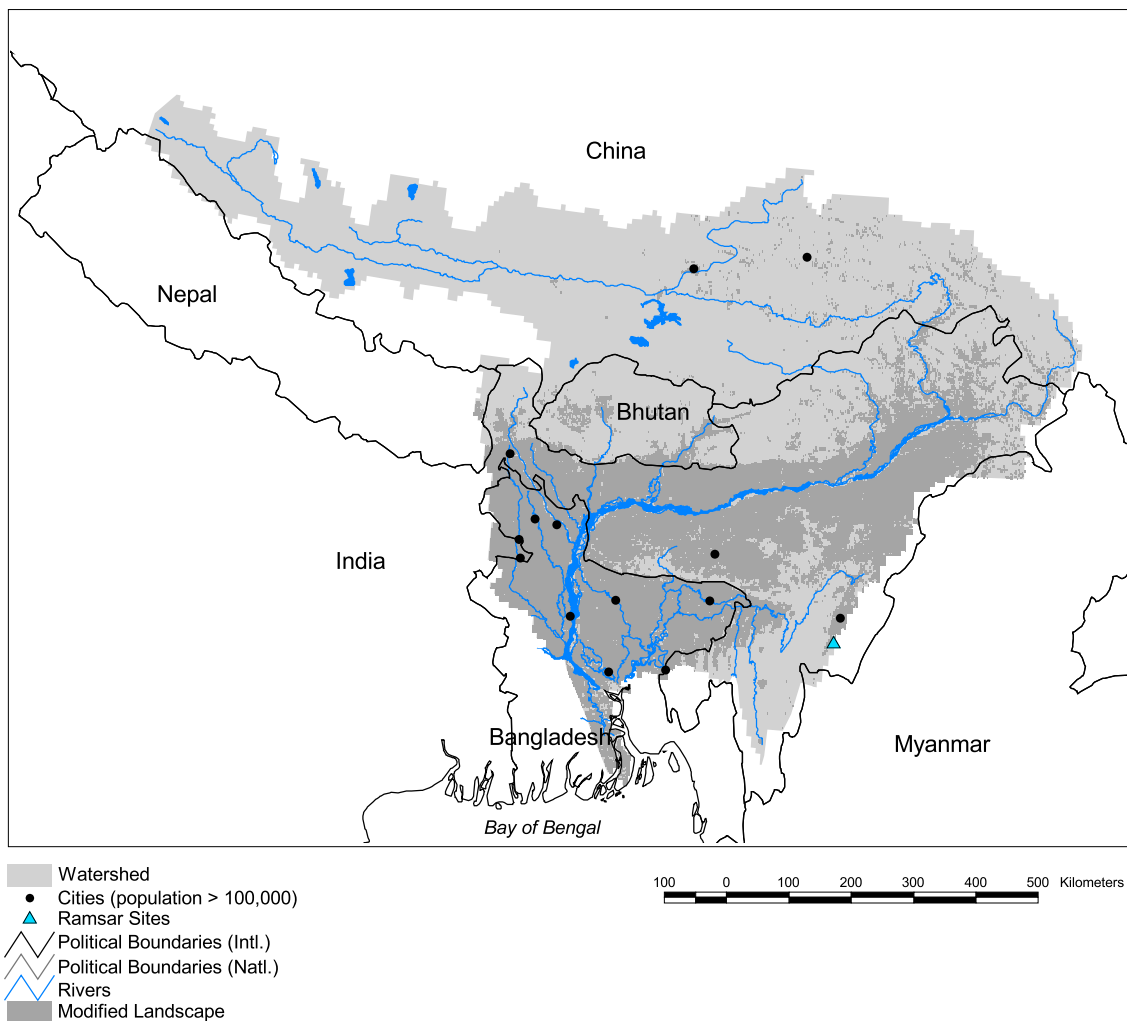 China
Nepal
Bhutan
India
Bangladesh
Myanmar
Bay of Bengal
Watershed
Cities (population > 100,000)
Ramsar Sites
Political Boundaries (Intl.)
Political Boundaries (Natl.)
Rivers
Modified Landscape
100 0 100 200 300 400 500 Kilometers